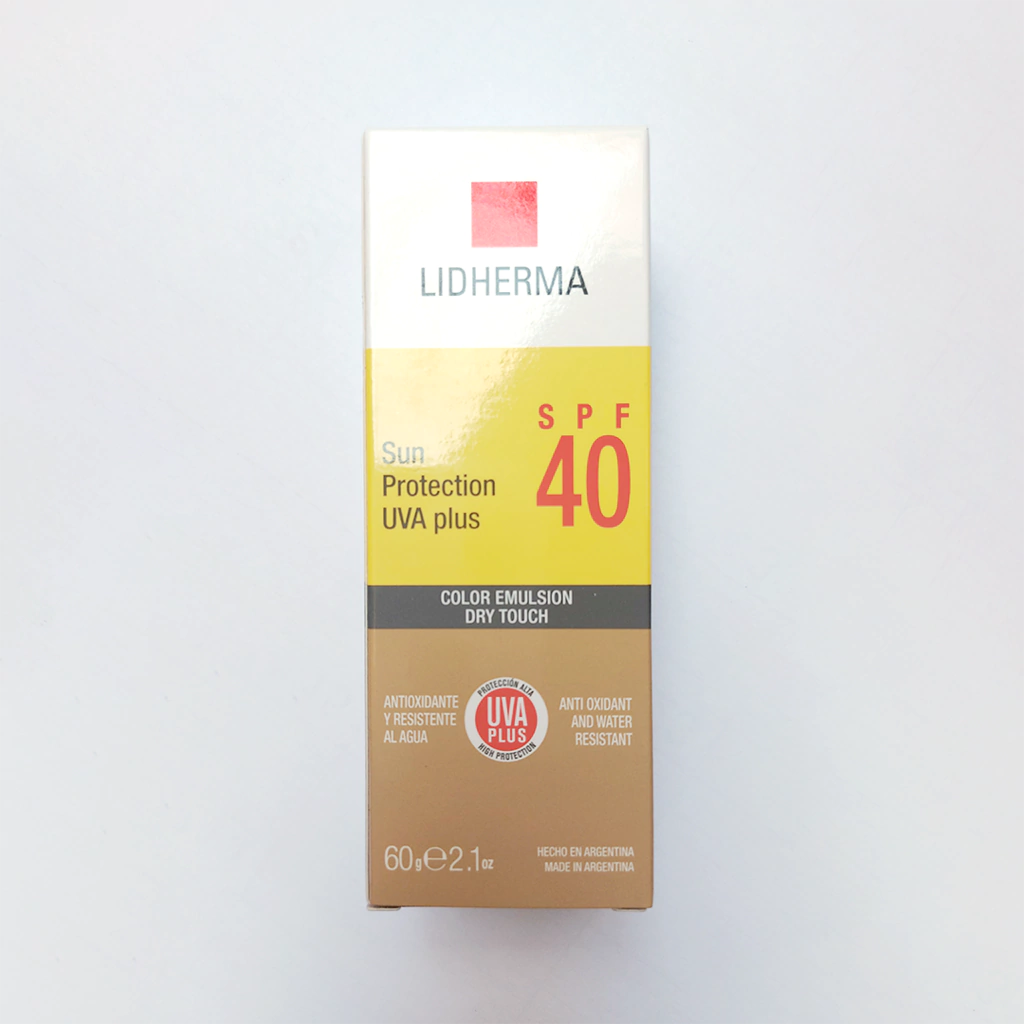 LIDHERMA
SPF
40
Sun
Protection
UVA plus
COLOR EMULSION
DRY TOUCH
ANTIOXIDANTE
Y RESISTENTE
AL AGUA
PROTECCIÓN ALTA
UVA
PLUS
HIGH PROTECTION
ANTI OXIDANT
AND WATER
RESISTANT
60g℮2.1oz
HECHO EN ARGENTINA
MADE IN ARGENTINA